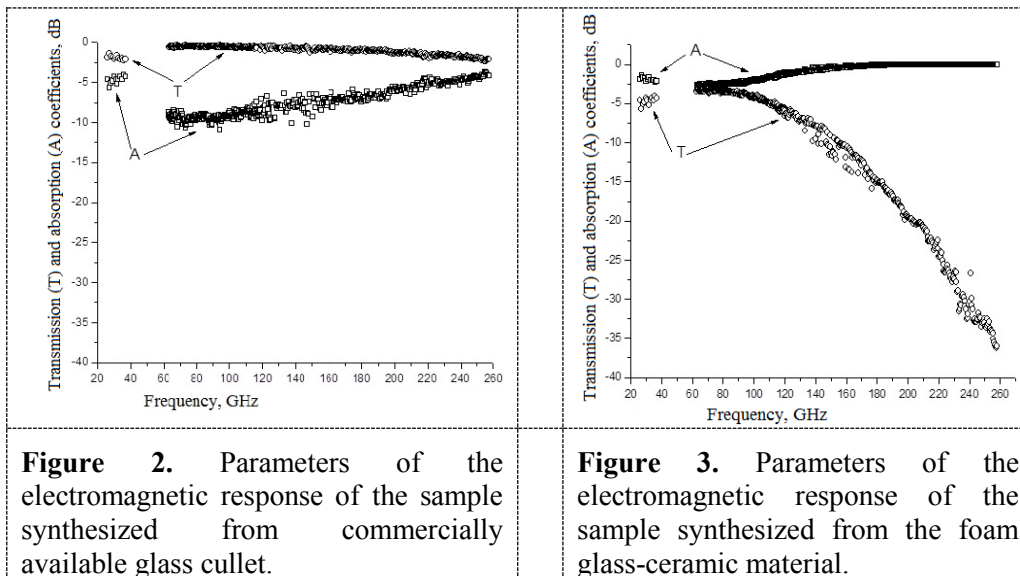 Transmission (T) and absorption (A) coefficients, dB
0
-5
-10
-15
-20
-25
-30
-35
-40
T
A
20 40 60 80 100 120 140 160 180 200 220 240 260
Frequency, GHz
Figure 2. Parameters of the
electromagnetic response of the sample
synthesized from commercially
available glass cullet.
Transmission (T) and absorption (A) coefficients, dB
0
-5
-10
-15
-20
-25
-30
-35
-40
A
T
20 40 60 80 100 120 140 160 180 200 220 240 260
Frequency, GHz
Figure 3. Parameters of the
electromagnetic response of the
sample synthesized from the foam
glass-ceramic material.